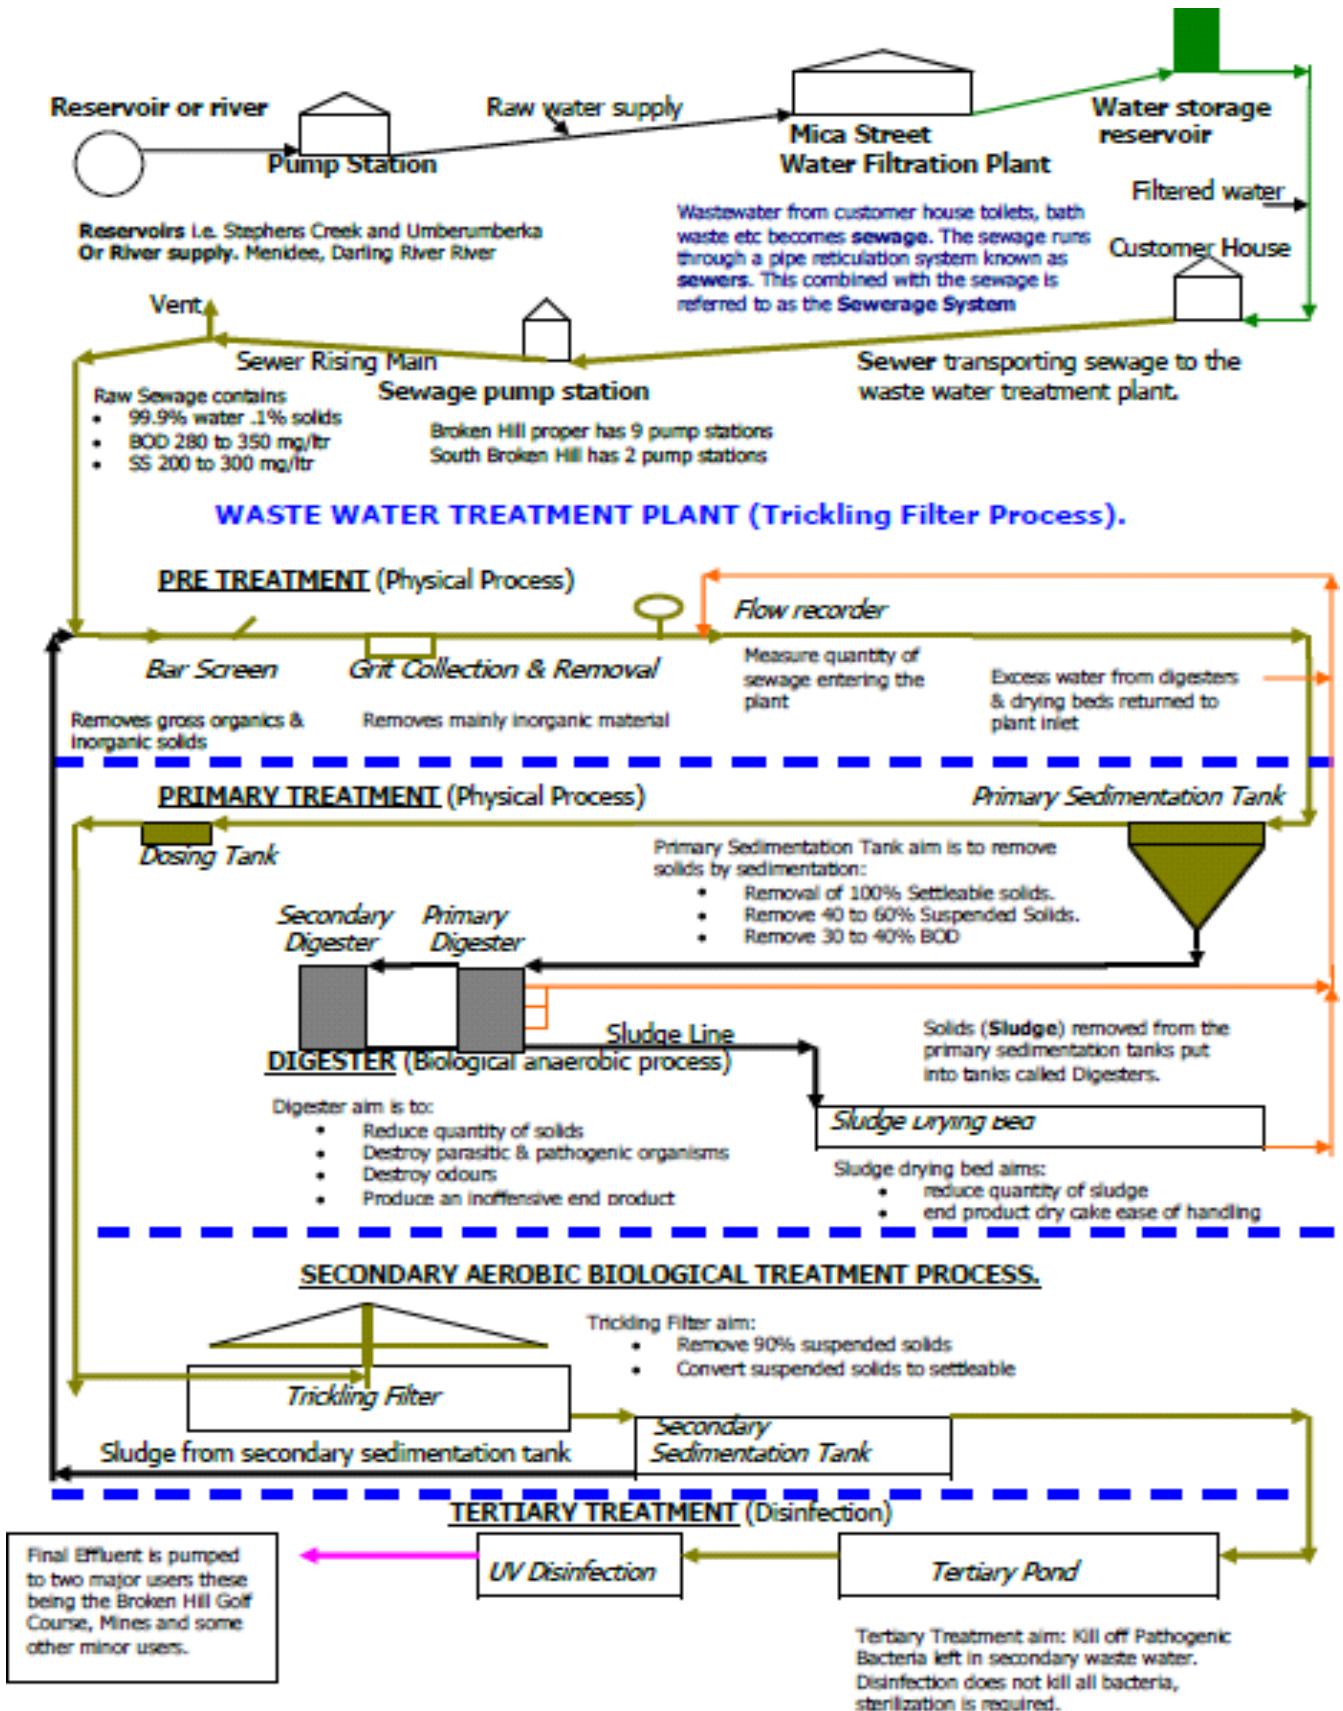 Reservoir or river
Pump Station
Raw water supply
Mica Street
Water Filtration Plant
Water storage
reservoir
Filtered water
Customer House
Reservoirs i.e. Stephens Creek and Umberumberka
Or River supply. Menidee, Darling River River
Wastewater from customer house toilets, bath
waste etc becomes sewage. The sewage runs
through a pipe reticulation system known as
sewers. This combined with the sewage is
referred to as the Sewerage System
Vent
Sewer Rising Main
Sewage pump station
Sewer transporting sewage to the
waste water treatment plant.
Raw Sewage contains
• 99.9% water .1% solids
• BOD 280 to 350 mg/ltr
• SS 200 to 300 mg/ltr
Broken Hill proper has 9 pump stations
South Broken Hill has 2 pump stations
WASTE WATER TREATMENT PLANT (Trickling Filter Process).
PRE TREATMENT (Physical Process)
Bar Screen
Grit Collection & Removal
Flow recorder
Removes gross organics &
inorganic solids
Removes mainly inorganic material
Measure quantity of
sewage entering the
plant
Excess water from digesters
& drying beds returned to
plant inlet
PRIMARY TREATMENT (Physical Process)
Primary Sedimentation Tank
Dosing Tank
Primary Sedimentation Tank aim is to remove
solids by sedimentation:
• Removal of 100% Settleable solids.
• Remove 40 to 60% Suspended Solids.
• Remove 30 to 40% BOD
Secondary
Digester
Primary
Digester
Sludge Line
DIGESTER (Biological anaerobic process)
Solids (Sludge) removed from the
primary sedimentation tanks put
into tanks called Digesters.
Digester aim is to:
• Reduce quantity of solids
• Destroy parasitic & pathogenic organisms
• Destroy odours
• Produce an inoffensive end product
Sludge Drying Bed
Sludge drying bed aims:
• reduce quantity of sludge
• end product dry cake ease of handling
SECONDARY AEROBIC BIOLOGICAL TREATMENT PROCESS.
Trickling Filter aim:
• Remove 90% suspended solids
• Convert suspended solids to settleable
Trickling Filter
Secondary
Sedimentation Tank
Sludge from secondary sedimentation tank
TERTIARY TREATMENT (Disinfection)
UV Disinfection
Tertiary Pond
Final Effluent is pumped
to two major users these
being the Broken Hill Golf
Course, Mines and some
other minor users.
Tertiary Treatment aim: Kill off Pathogenic
Bacteria left in secondary waste water.
Disinfection does not kill all bacteria,
sterilization is required.